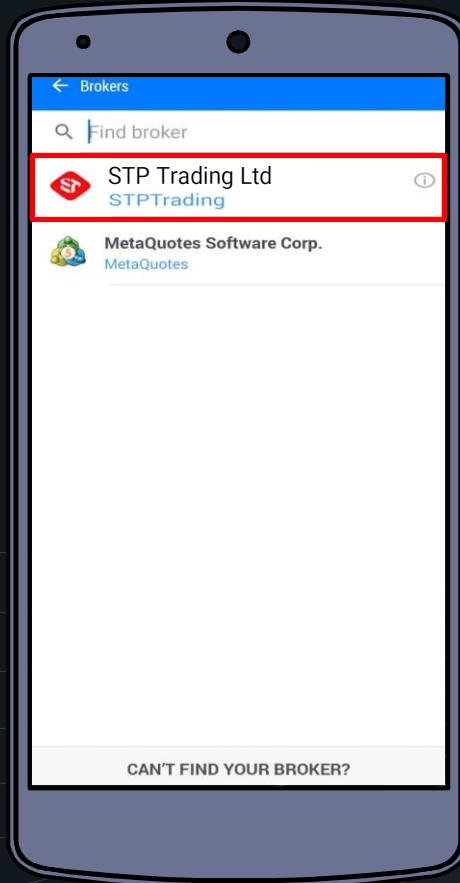 Brokers
Find broker
STP Trading Ltd
STPTrading
MetaQuotes Software Corp.
MetaQuotes
CAN'T FIND YOUR BROKER?